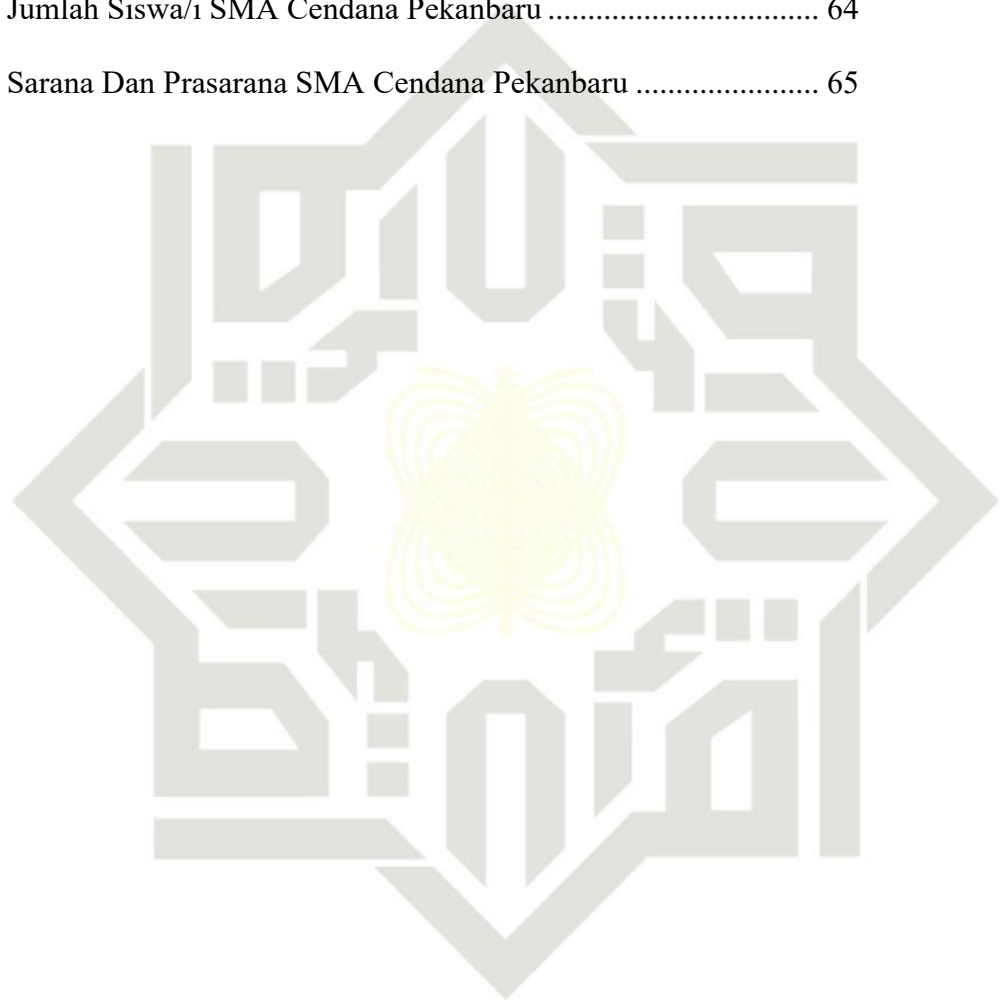 Jumlah Siswa/i SMA Cendana Pekanbaru .................................. 64
Sarana Dan Prasarana SMA Cendana Pekanbaru ....................... 65